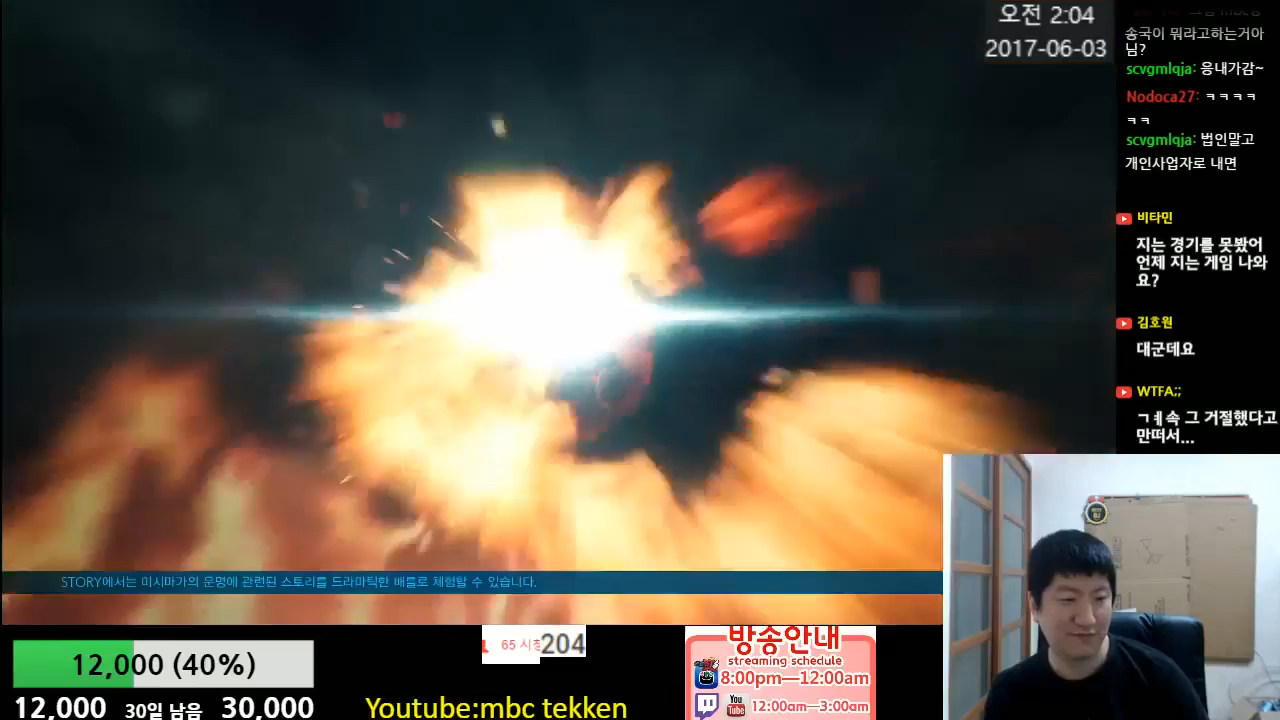 오전 2:04
2017-06-03
송국이 뭐라고하는거아
님?
scvgmlqja: 응내가감~
Nodoca27: ㅋㅋㅋㅋ
ㅋㅋ
scvgmlqja: 법인말고
개인사업자로 내면
비타민
지는 경기를 못봤어
언제 지는 게임 나와
요?
김호원
대군데요
WTFA;;
ㄱㅖ속 그 거절했다고
만떠서...
STORY에서는 미시마가의 운명에 관련된 스토리를 드라마틱한 배틀로 체험할 수 있습니다.
12,000 (40%)
12,000 30일 남음 30,000
65 시청
204
Youtube:mbc tekken
방송안내
streaming schedule
8:00pm—12:00am
You Tube
12:00am—3:00am